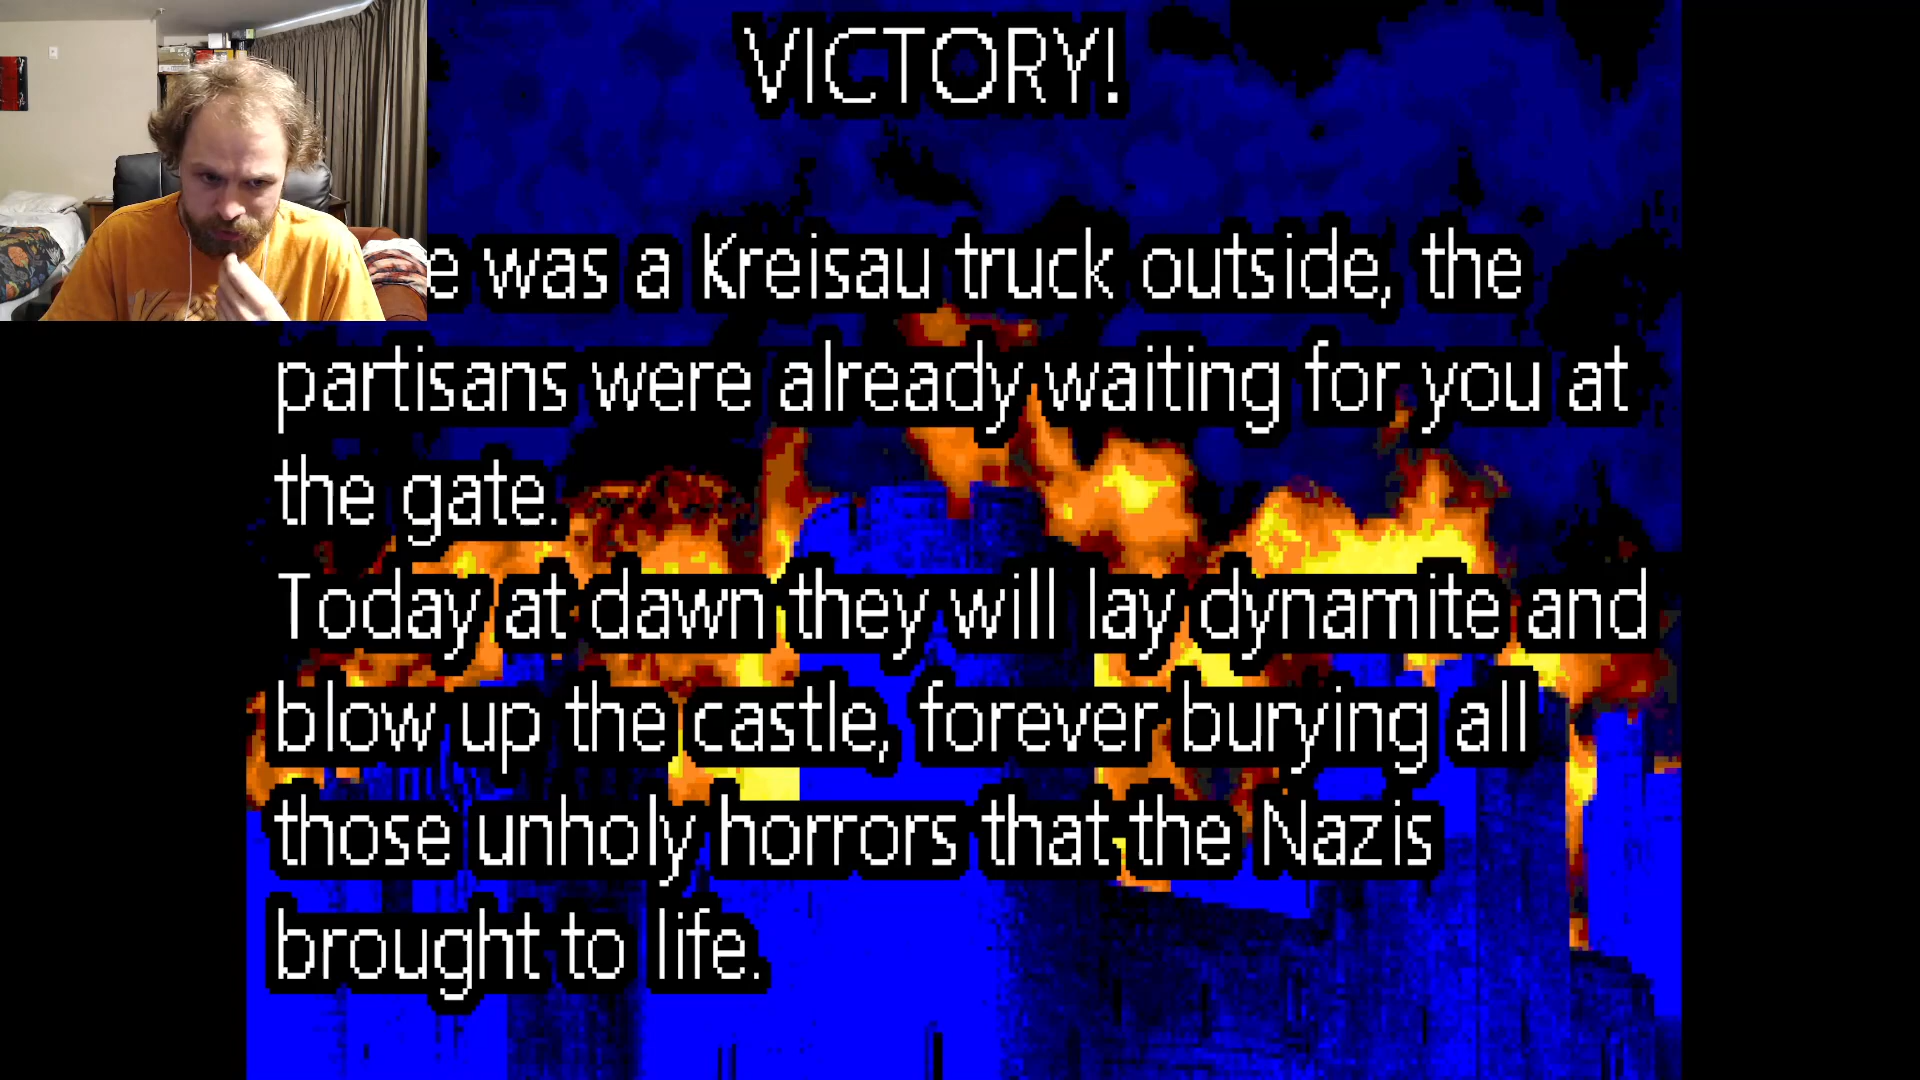 VICTORY!
was a Kreisau truck outside, the
partisans were already waiting for you at
the gate.
Today at dawn they will lay dynamite and
blow up the castle, forever burying all
those unholy horrors that the Nazis
brought to life.